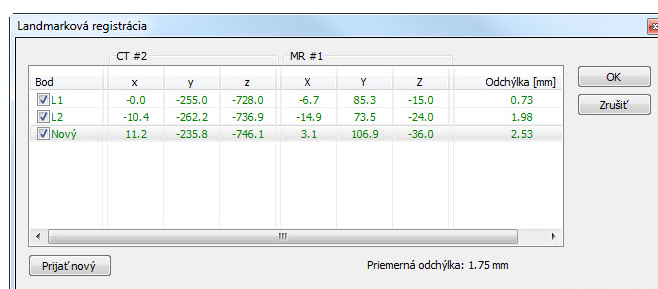 Landmarková registrácia
CT #2 MR #1
Bod x y z X Y Z Odchýlka [mm]
L1 -0.0 -255.0 -728.0 -6.7 85.3 -15.0 0.73
L2 -10.4 -262.2 -736.9 -14.9 73.5 -24.0 1.98
Nový 11.2 -235.8 -746.1 3.1 106.9 -36.0 2.53
OK
Zrušiť
Prijať nový
Priemerná odchýlka: 1.75 mm